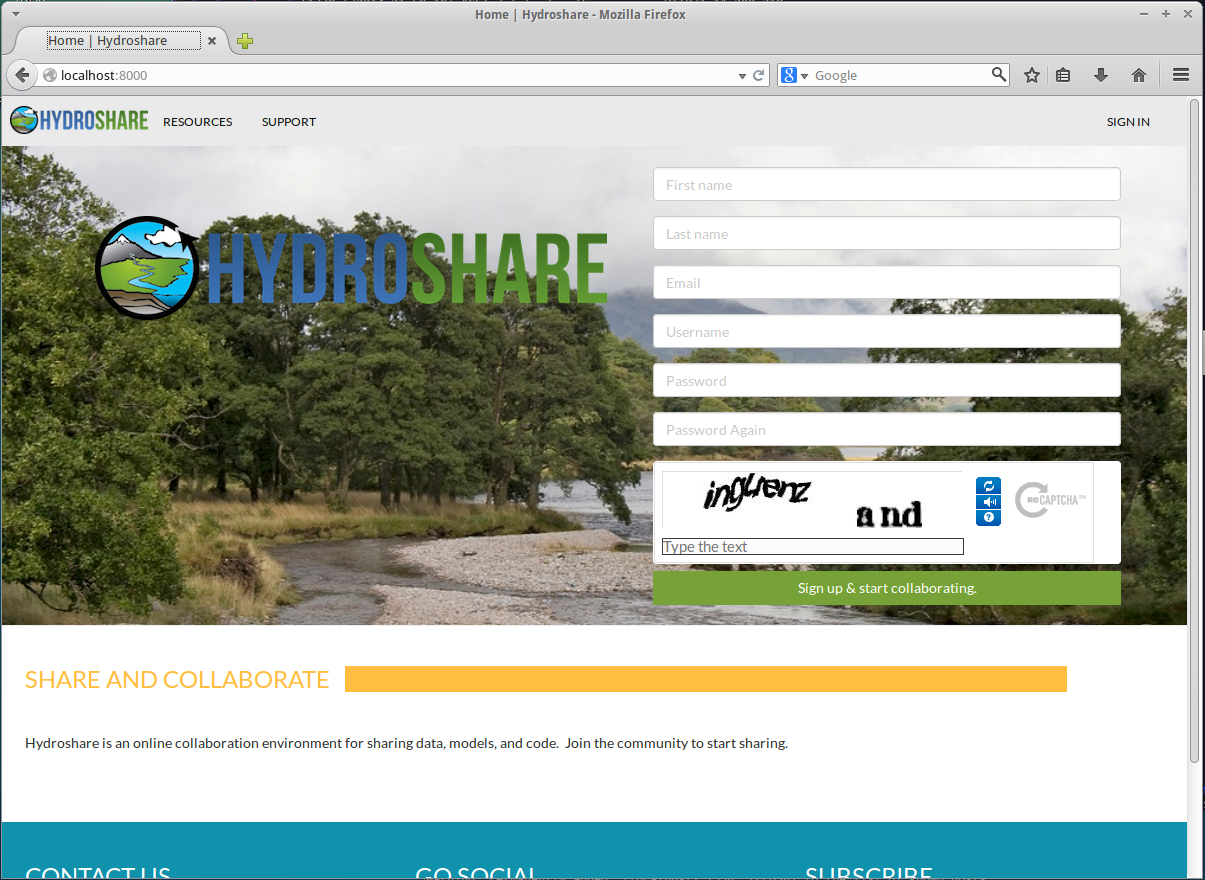 Home | Hydroshare - Mozilla Firefox
Home | Hydroshare
localhost:8000
Google
HYDROSHARE
RESOURCES
SUPPORT
SIGN IN
HYDROSHARE
First name
Last name
Email
Username
Password
Password Again
and
reCAPTCHA™
Type the text
Sign up & start collaborating.
SHARE AND COLLABORATE
Hydroshare is an online collaboration environment for sharing data, models, and code. Join the community to start sharing.
CONTACT US
GO SOCIAL
SUBSCRIBE